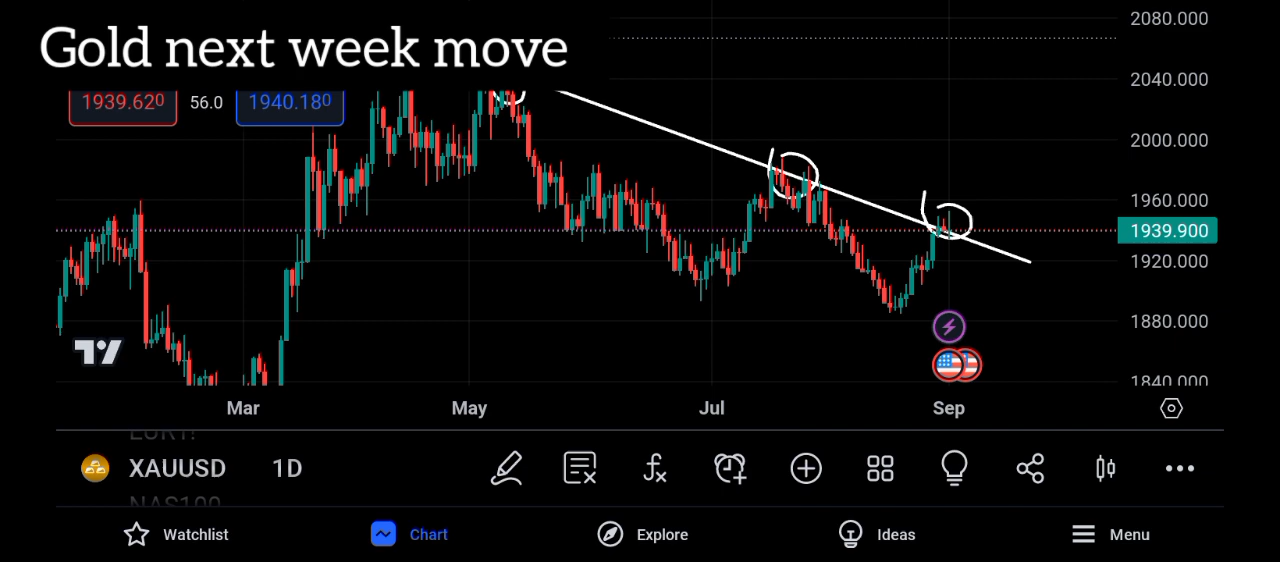 2080.000
Gold next week move
2040.000
1939.620 56.0 1940.180
2000.000
1960.000
1939.900
1920.000
1880.000
1840.000
Mar May Jul Sep
XAUUSD 1D
NAS100
Watchlist Chart Explore Ideas Menu